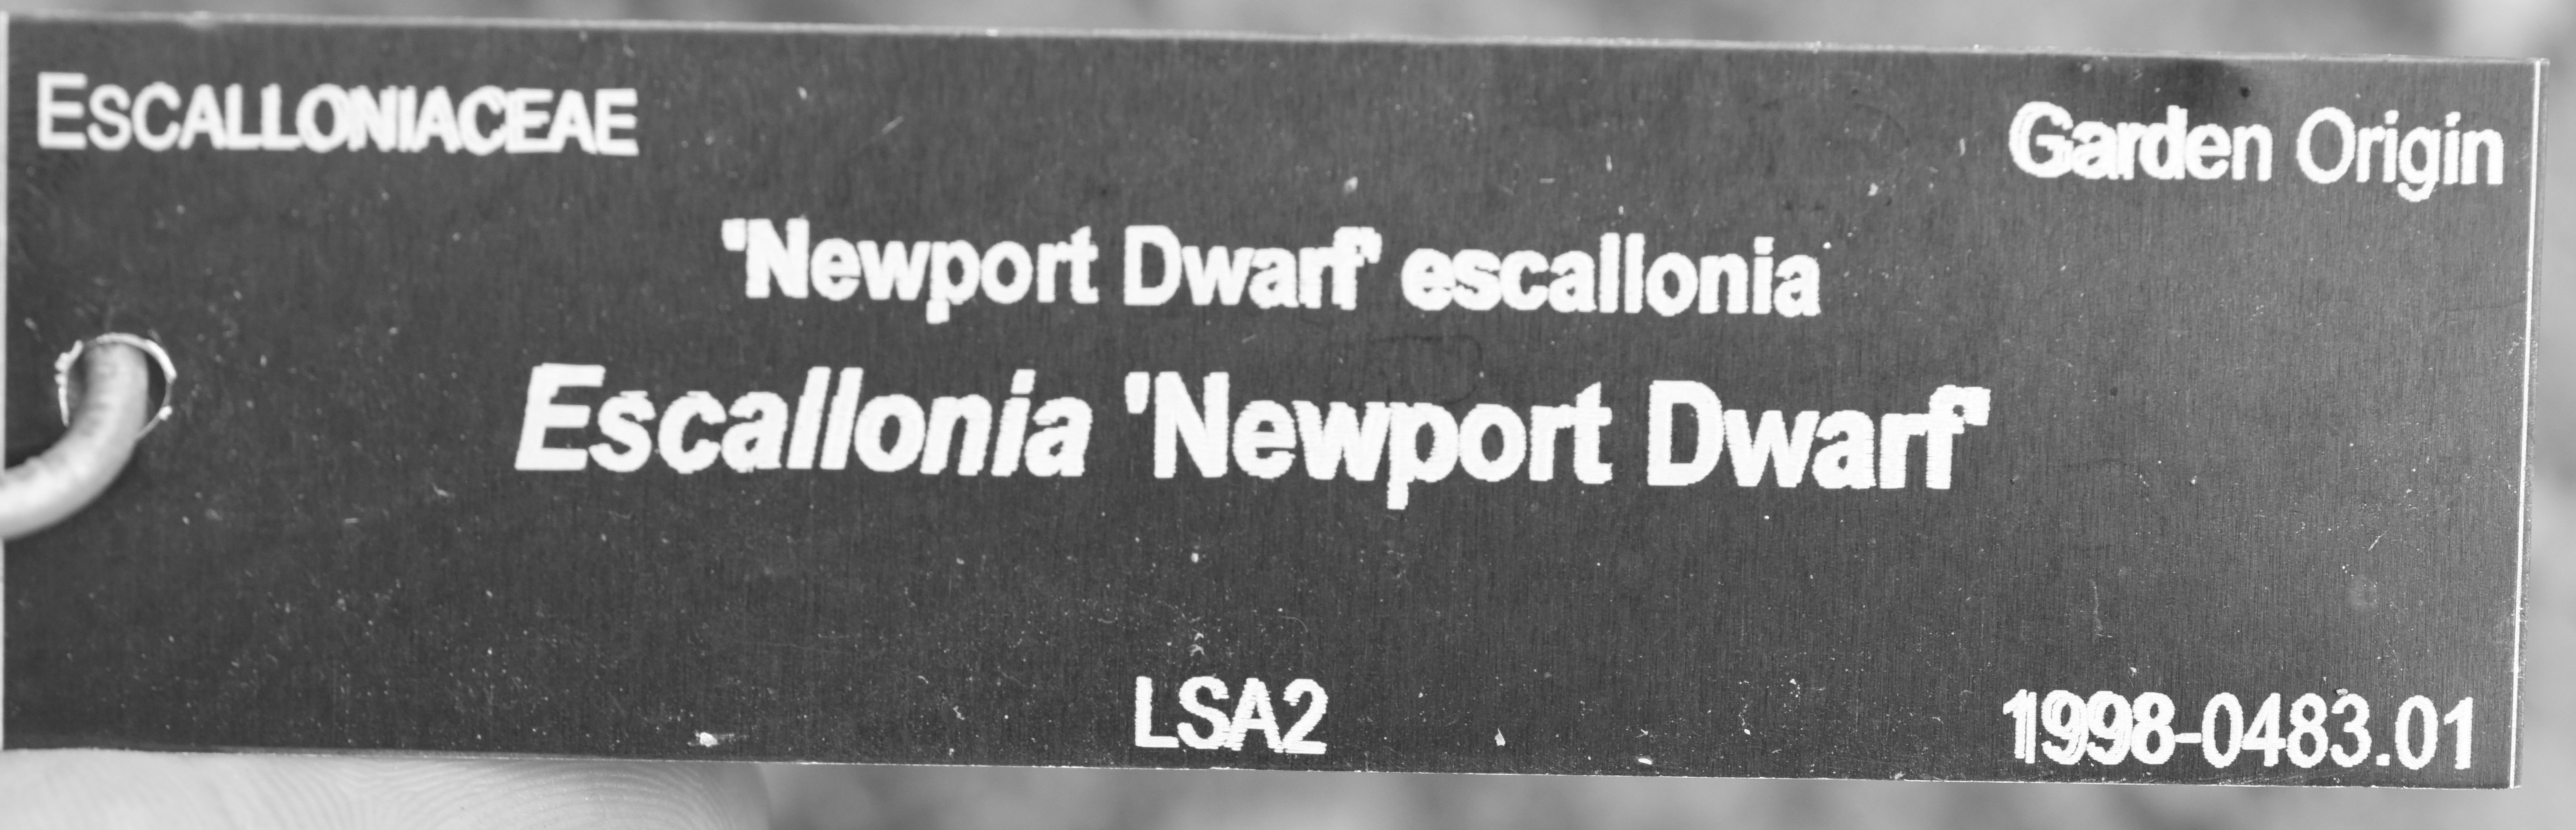 ESCALLONIACEAE Garden Origin
'Newport Dwarf' escallonia
Escallonia 'Newport Dwarf'
LSA2 1998-0483.01